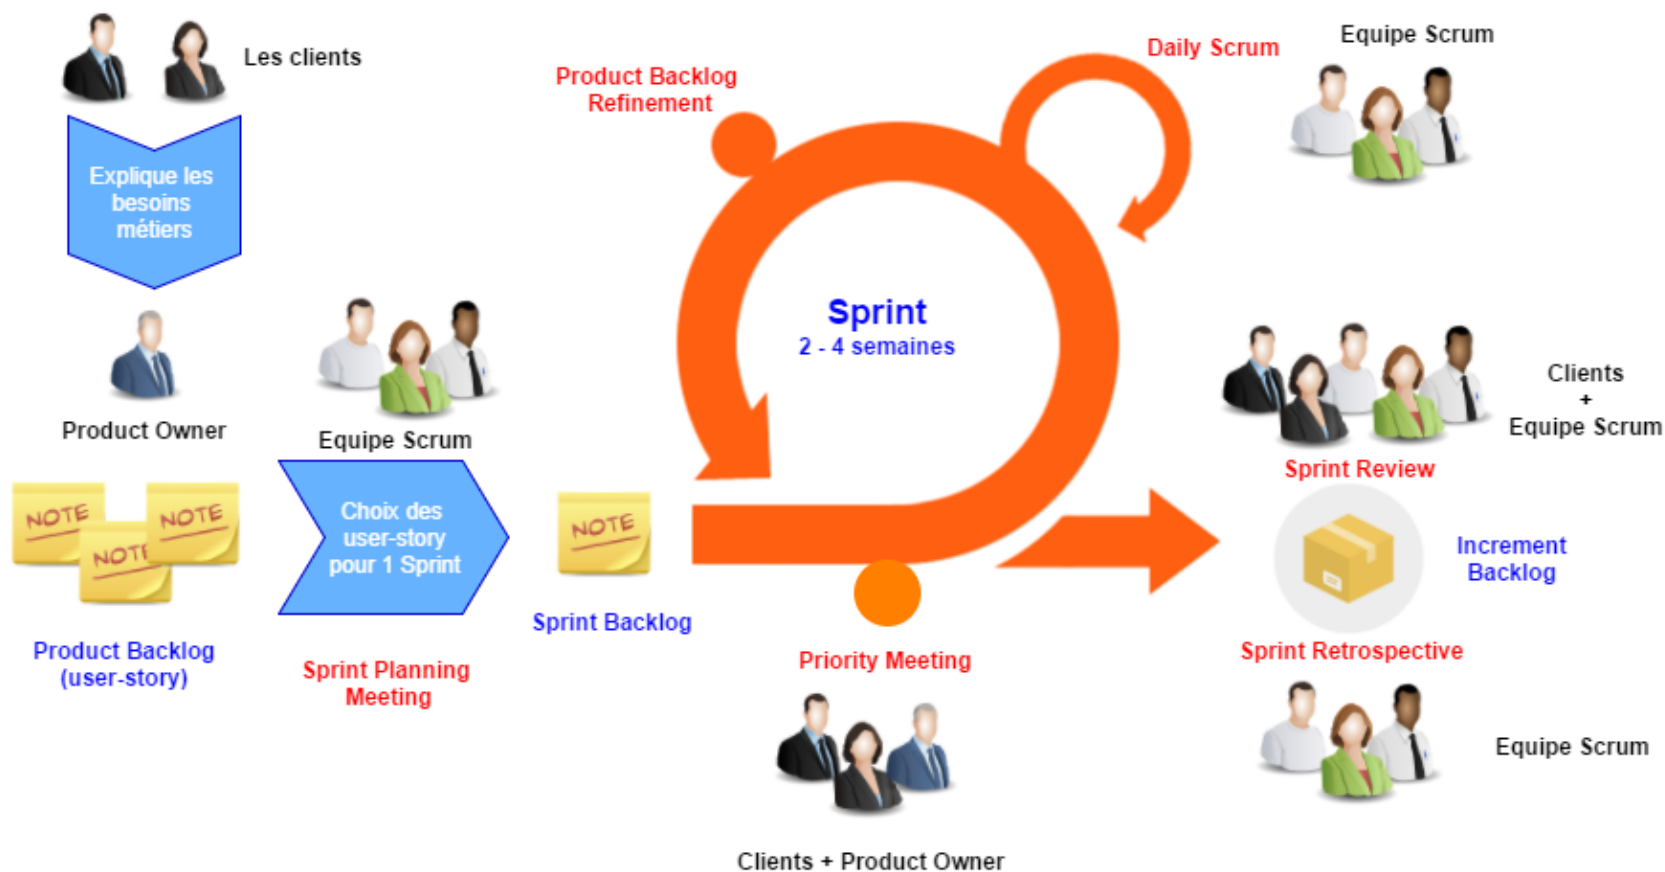 Les clients
Explique les
besoins
métiers
Product Owner
Equipe Scrum
NOTE
NOTE
NOTE
Product Backlog
(user-story)
Choix des
user-story
pour 1 Sprint
Sprint Planning
Meeting
NOTE
Sprint Backlog
Product Backlog
Refinement
Sprint
2 - 4 semaines
Daily Scrum
Equipe Scrum
Priority Meeting
Clients + Product Owner
Clients
+
Equipe Scrum
Sprint Review
Increment
Backlog
Sprint Retrospective
Equipe Scrum